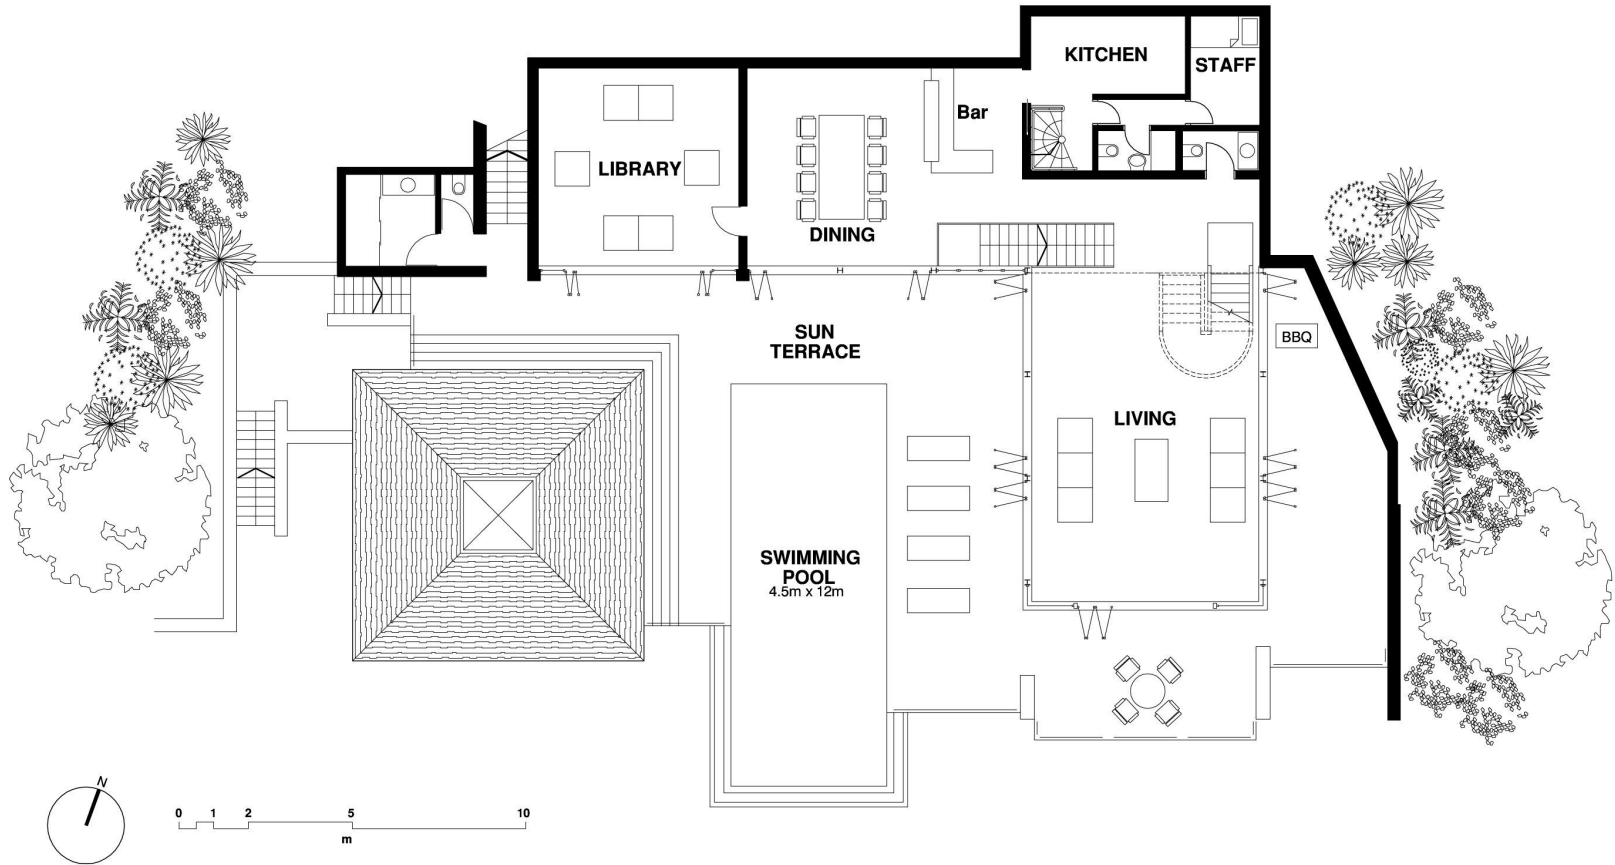 KITCHEN
STAFF
Bar
LIBRARY
DINING
SUN
TERRACE
BBQ
LIVING
SWIMMING
POOL
4.5m x 12m
N
0 1 2 5 10
m